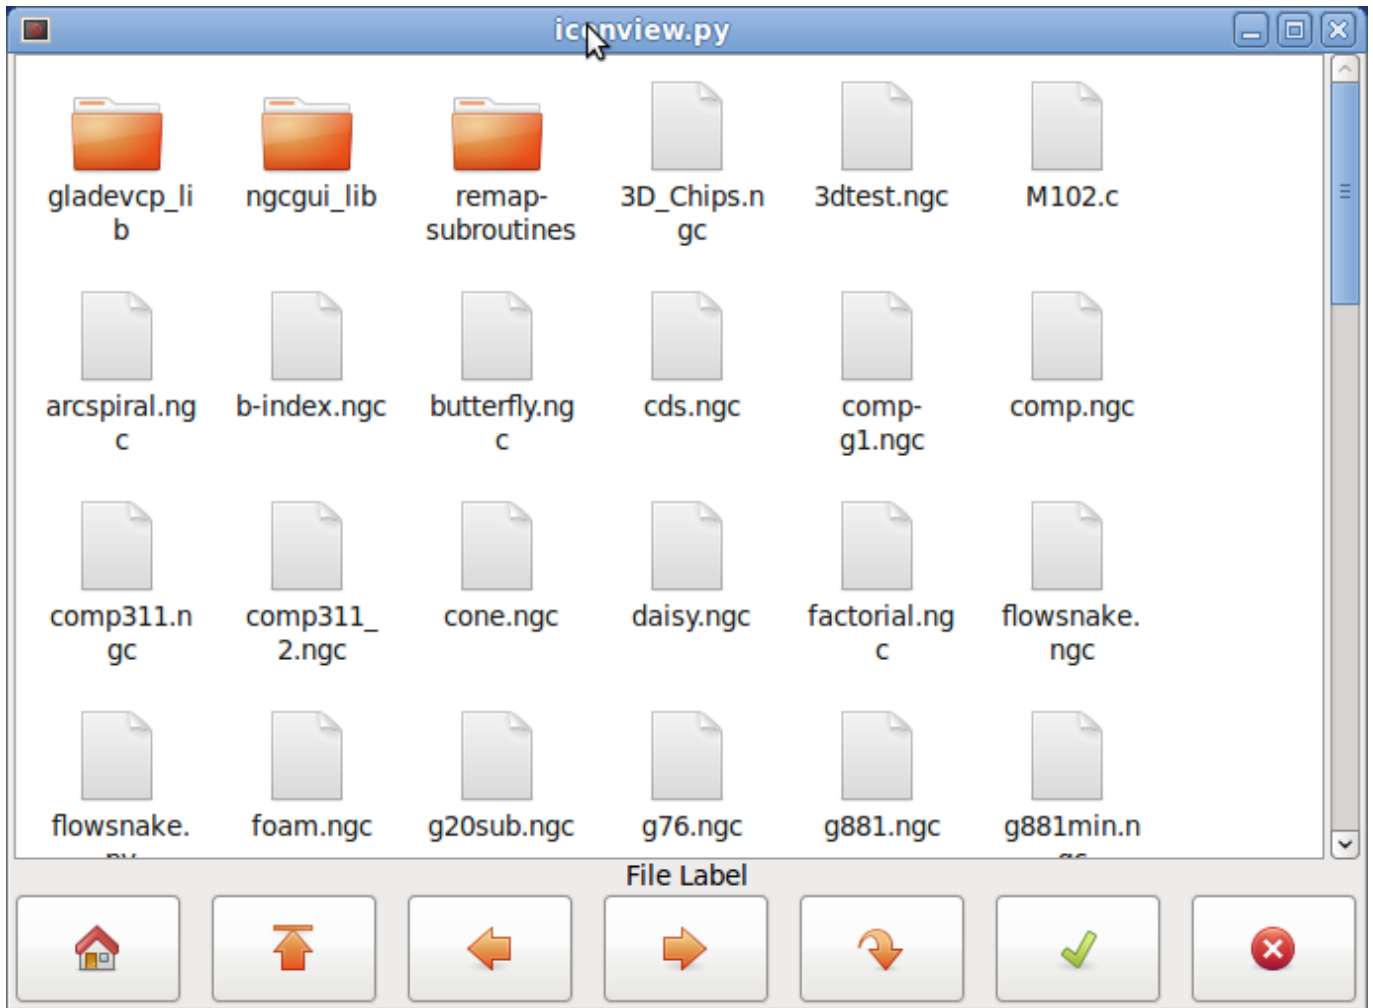 iconview.py
gladevcp_li
b
ngcgui_lib
remap-
subroutines
3D_Chips.n
gc
3dtest.ngc
M102.c
arcspiral.ng
c
b-index.ngc
butterfly.ng
c
cds.ngc
comp-
g1.ngc
comp.ngc
comp311.n
gc
comp311_
2.ngc
cone.ngc
daisy.ngc
factorial.ng
c
flowsnake.
ngc
flowsnake.
py
foam.ngc
g20sub.ngc
g76.ngc
g881.ngc
g881min.n
gc
File Label